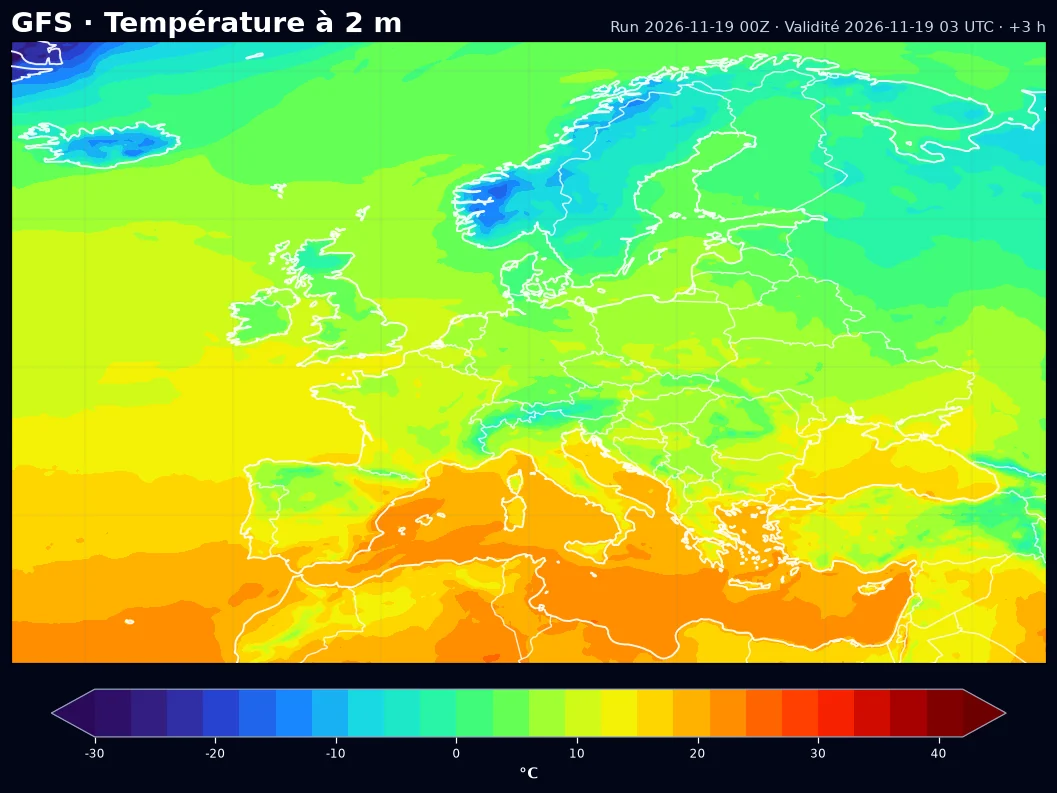 GFS · Température à 2 m
Run 2026-11-19 00Z · Validité 2026-11-19 03 UTC · +3 h
-30 -20 -10 0 10 20 30 40
°C